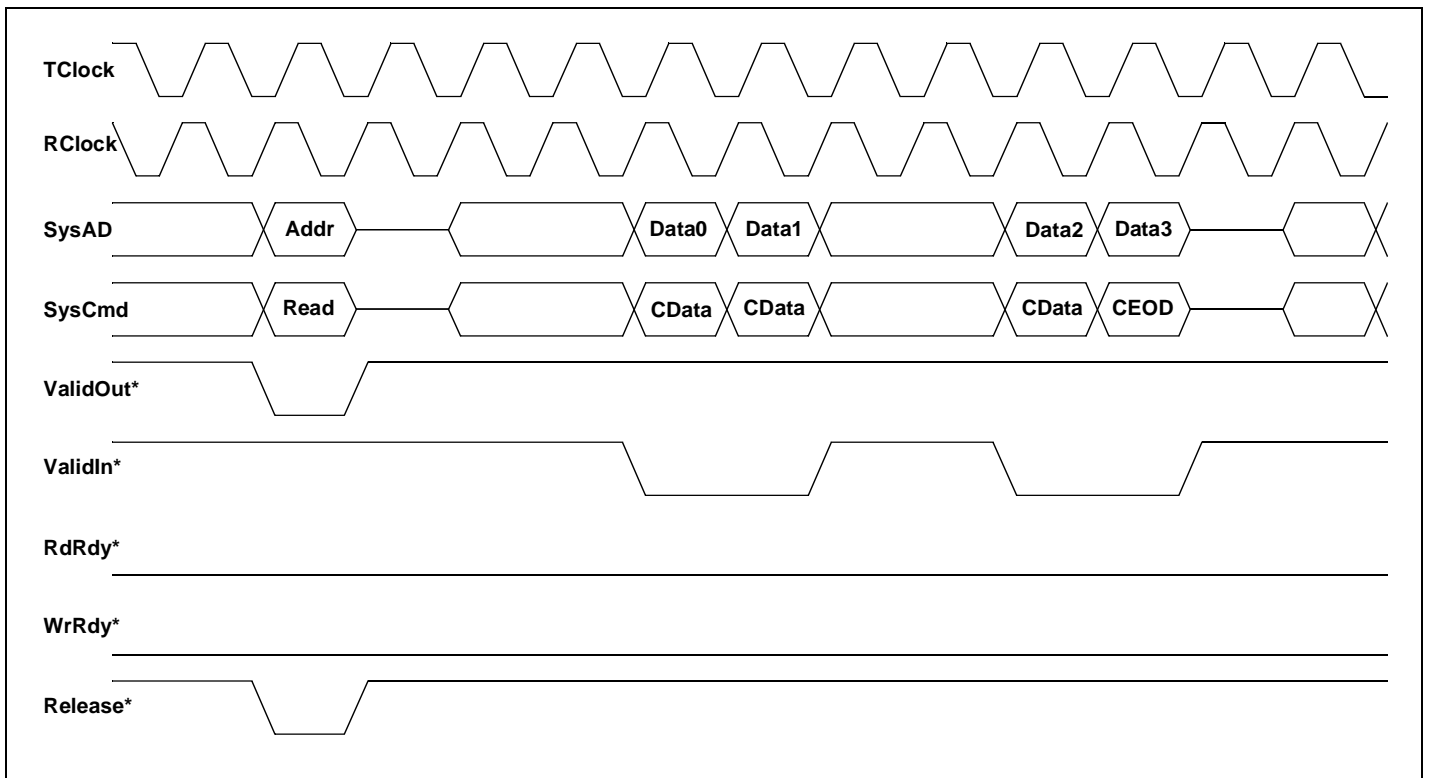 TClock
RClock
SysAD Addr Data0 Data1 Data2 Data3
SysCmd Read CData CData CData CEOD
ValidOut*
ValidIn*
RdRdy*
WrRdy*
Release*